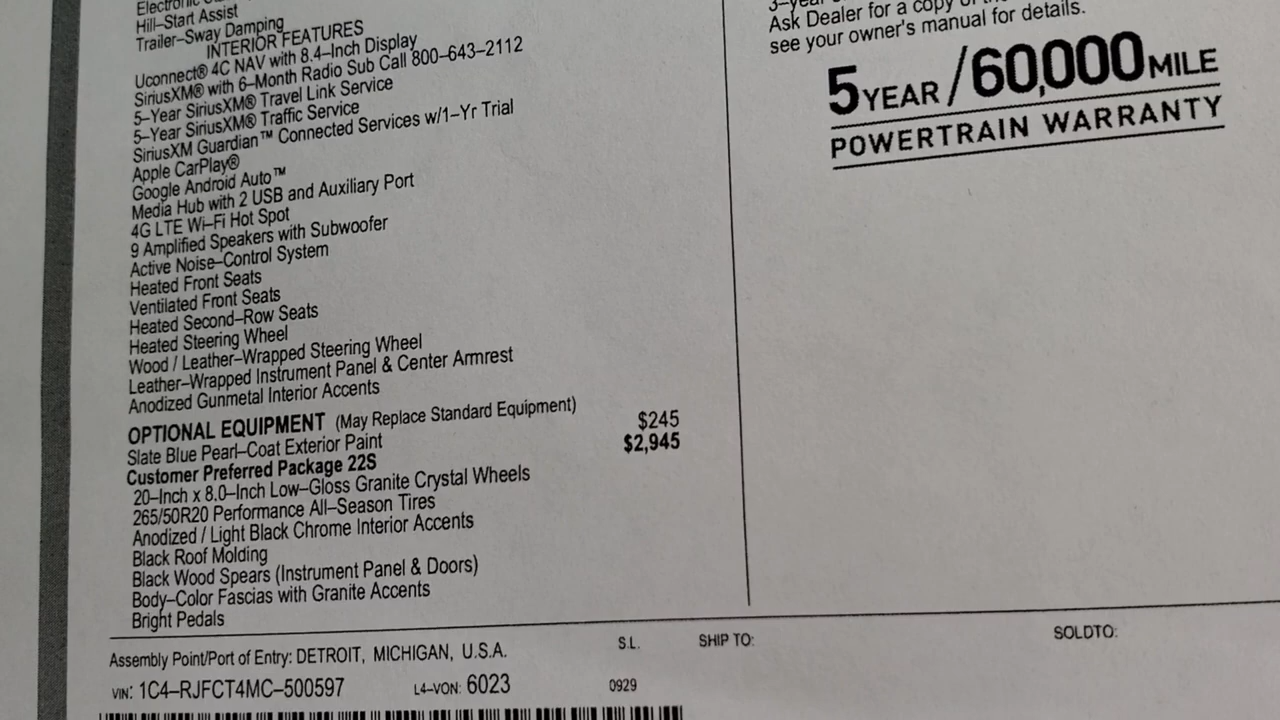 Electronic
Hill–Start Assist
Trailer–Sway Damping
INTERIOR FEATURES
Uconnect® 4C NAV with 8.4–Inch Display
SiriusXM® with 6–Month Radio Sub Call 800–643–2112
5–Year SiriusXM® Travel Link Service
5–Year SiriusXM® Traffic Service
SiriusXM Guardian™ Connected Services w/1–Yr Trial
Apple CarPlay®
Google Android Auto™
Media Hub with 2 USB and Auxiliary Port
4G LTE Wi–Fi Hot Spot
9 Amplified Speakers with Subwoofer
Active Noise–Control System
Heated Front Seats
Ventilated Front Seats
Heated Second–Row Seats
Heated Steering Wheel
Wood / Leather–Wrapped Steering Wheel
Leather–Wrapped Instrument Panel & Center Armrest
Anodized Gunmetal Interior Accents
OPTIONAL EQUIPMENT (May Replace Standard Equipment)
Slate Blue Pearl–Coat Exterior Paint $245
Customer Preferred Package 22S $2,945
20–Inch x 8.0–Inch Low–Gloss Granite Crystal Wheels
265/50R20 Performance All–Season Tires
Anodized / Light Black Chrome Interior Accents
Black Roof Molding
Black Wood Spears (Instrument Panel & Doors)
Body–Color Fascias with Granite Accents
Bright Pedals
3–year
Ask Dealer for a copy of
see your owner's manual for details.
5 YEAR / 60,000 MILE
POWERTRAIN WARRANTY
Assembly Point/Port of Entry: DETROIT, MICHIGAN, U.S.A.
VIN: 1C4–RJFCT4MC–500597 L4–VON: 6023
S.L.
0929
SHIP TO:
SOLDTO: